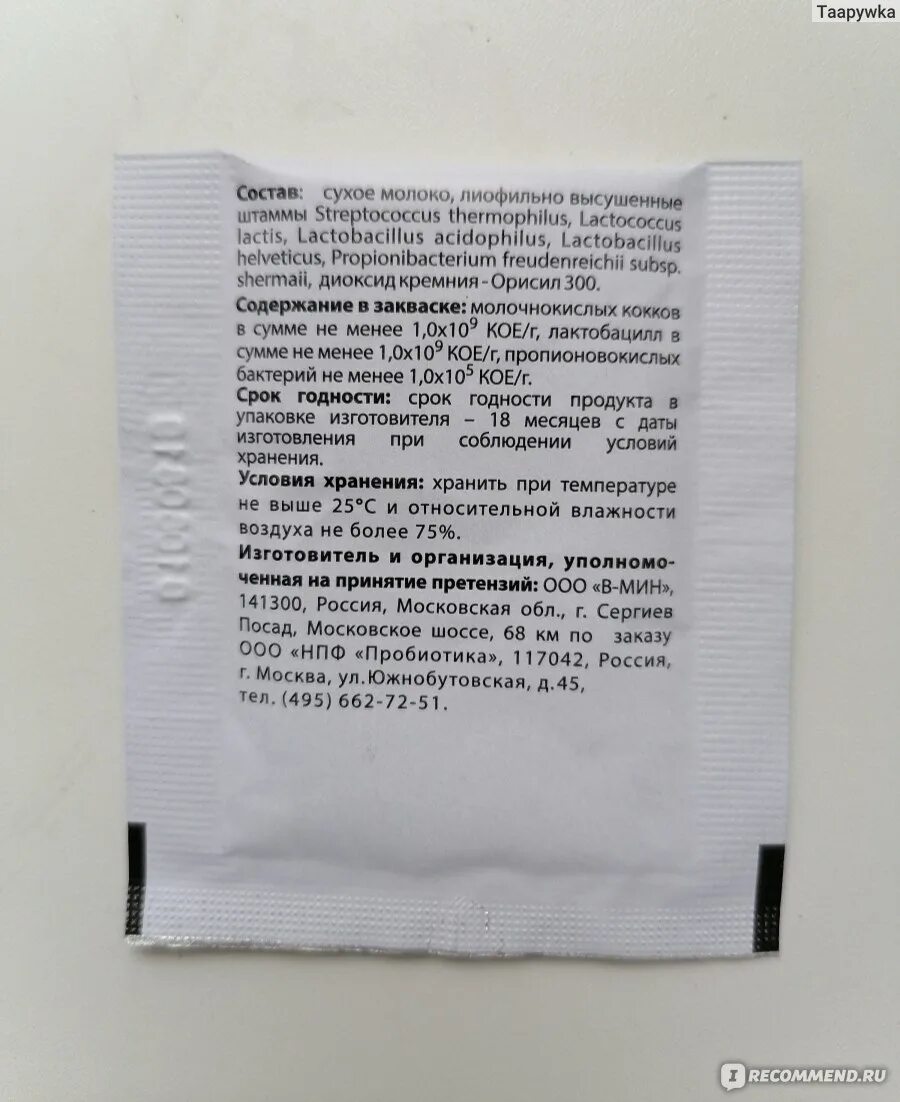 Таарywka
Состав: сухое молоко, лиофильно высушенные
штаммы Streptococcus thermophilus, Lactococcus
lactis, Lactobacillus acidophilus, Lactobacillus
helveticus, Propionibacterium freudenreichii subsp.
shermaii, диоксид кремния - Орисил 300.
Содержание в закваске: молочнокислых кокков
в сумме не менее 1,0x10⁹ КОЕ/г, лактобацилл в
сумме не менее 1,0x10⁹ КОЕ/г, пропионовокислых
бактерий не менее 1,0x10⁵ КОЕ/г.
Срок годности: срок годности продукта в
упаковке изготовителя – 18 месяцев с даты
изготовления при соблюдении условий
хранения.
Условия хранения: хранить при температуре
не выше 25°С и относительной влажности
воздуха не более 75%.
Изготовитель и организация, уполномо-
ченная на принятие претензий: ООО «В-МИН»,
141300, Россия, Московская обл., г. Сергиев
Посад, Московское шоссе, 68 км по заказу
ООО «НПФ «Пробиотика», 117042, Россия,
г. Москва, ул.Южнобутовская, д.45,
тел. (495) 662-72-51.
IRECOMMEND.RU